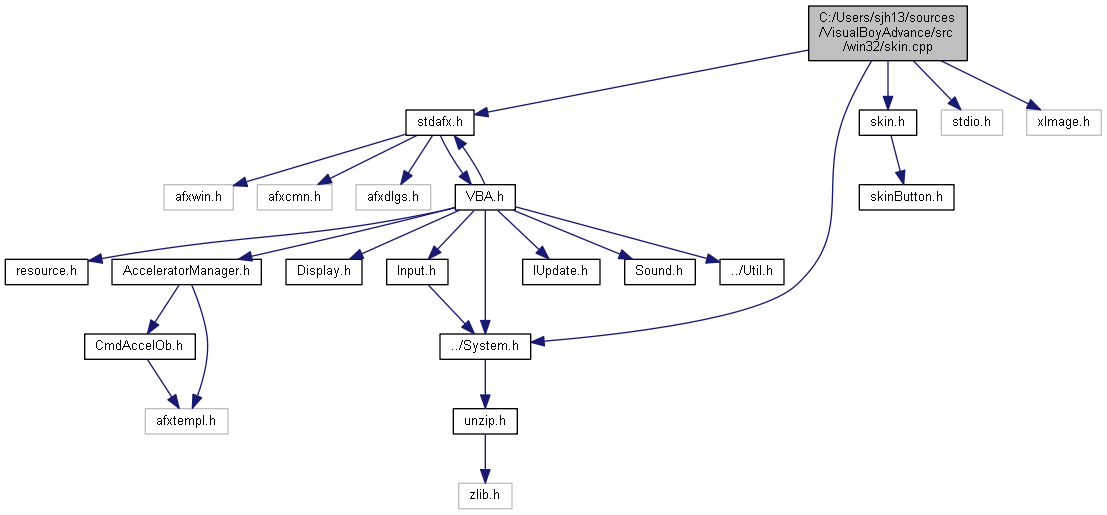 C:/Users/sjh13/sources
/VisualBoyAdvance/src
/win32/skin.cpp
stdafx.h
skin.h
stdio.h
xImage.h
afxwin.h
afxcmn.h
afxdlgs.h
VBA.h
skinButton.h
resource.h
AcceleratorManager.h
Display.h
Input.h
IUpdate.h
Sound.h
../Util.h
CmdAccelOb.h
../System.h
afxtempl.h
unzip.h
zlib.h